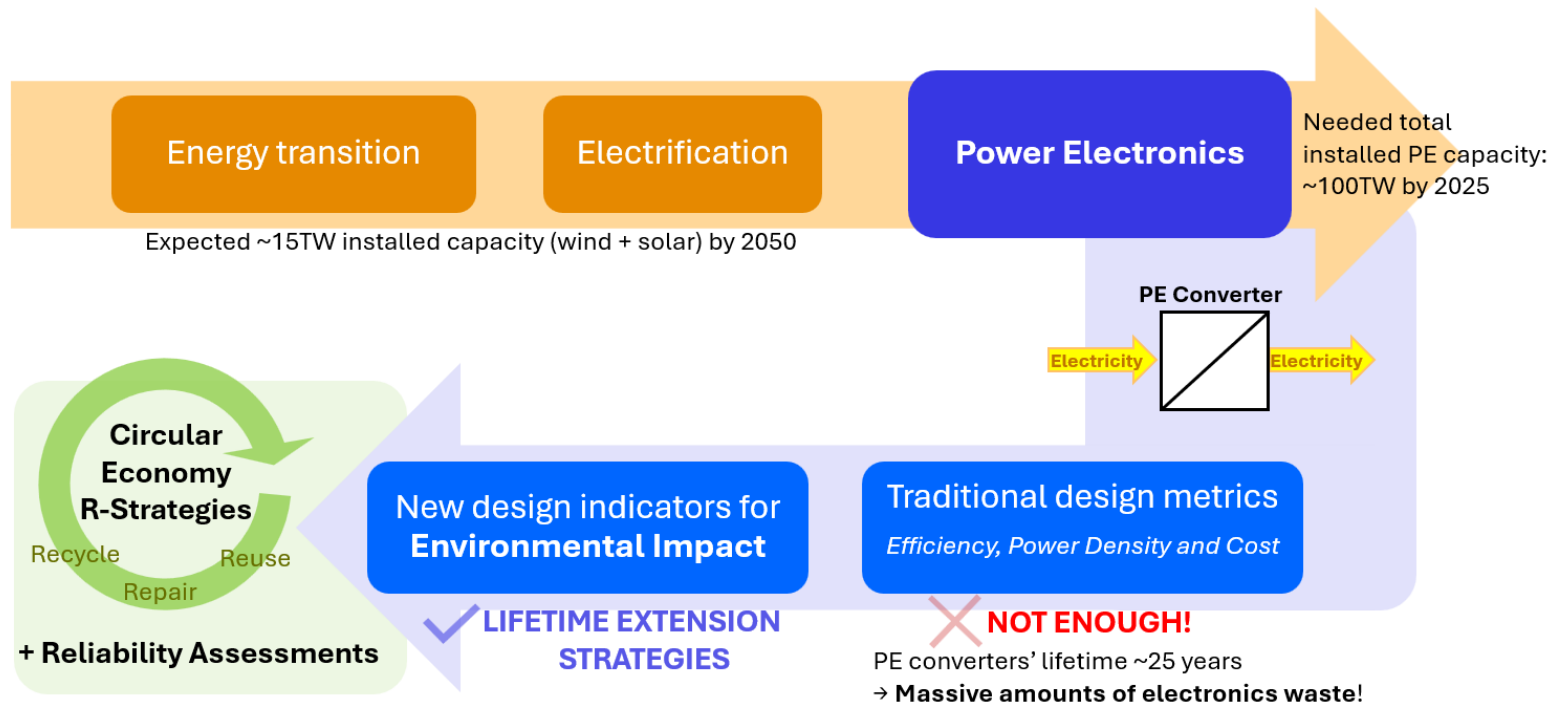 Energy transition
Electrification
Power Electronics
Needed total
installed PE capacity:
~100TW by 2025
Expected ~15TW installed capacity (wind + solar) by 2050
PE Converter
Electricity
Electricity
Circular
Economy
R-Strategies
Recycle
Reuse
Repair
+ Reliability Assessments
New design indicators for
Environmental Impact
Traditional design metrics
Efficiency, Power Density and Cost
LIFETIME EXTENSION
STRATEGIES
NOT ENOUGH!
PE converters’ lifetime ~25 years
→ Massive amounts of electronics waste!